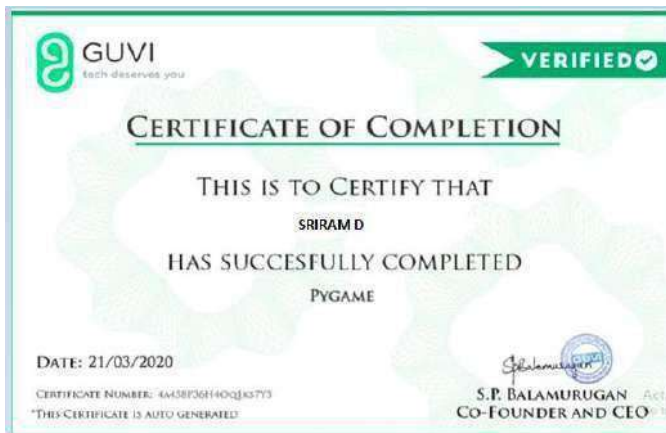 GUVI
tech deserves you
VERIFIED
CERTIFICATE OF COMPLETION
THIS IS TO CERTIFY THAT
SRIRAM D
HAS SUCCESFULLY COMPLETED
PYGAME
DATE: 21/03/2020
CERTIFICATE NUMBER:
*THIS CERTIFICATE IS AUTO GENERATED
GUVI
S.P. BALAMURUGAN
CO-FOUNDER AND CEO